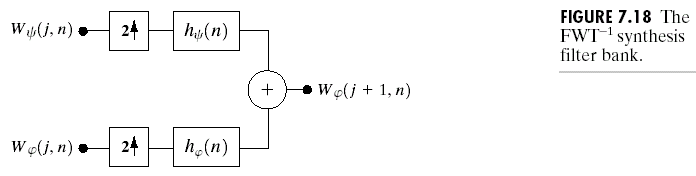 W_ψ(j, n)
2↑
h_ψ(n)
FIGURE 7.18 The
FWT⁻¹ synthesis
filter bank.
+
W_φ(j + 1, n)
W_φ(j, n)
2↑
h_φ(n)